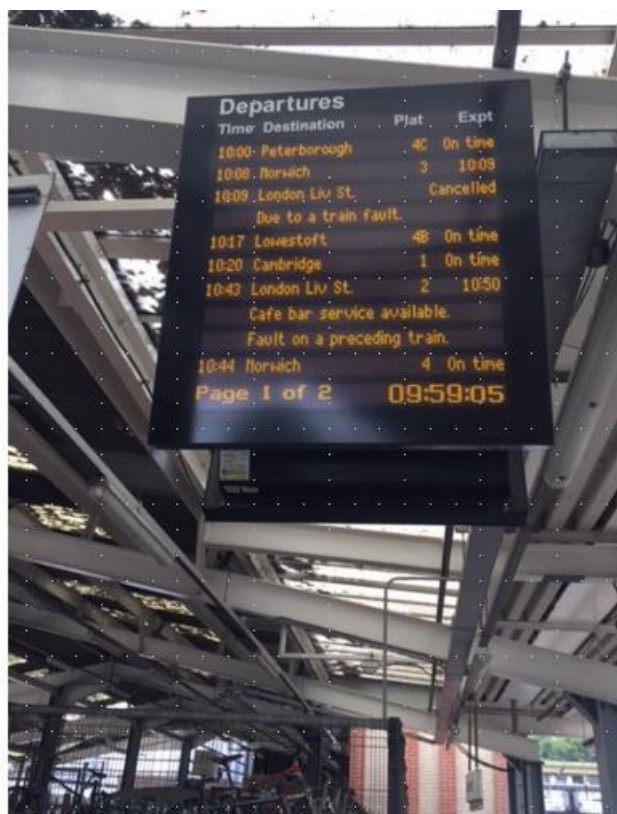 Departures
Time Destination Plat Expt
10:00 Peterborough 4C On time
10:08 Norwich 3 10:09
10:09 London Liv St. Cancelled
Due to a train fault.
10:17 Lowestoft 4B On time
10:20 Cambridge 1 On time
10:43 London Liv St. 2 10:50
Cafe bar service available.
Fault on a preceding train.
10:44 Norwich 4 On time
Page 1 of 2 09:59:05